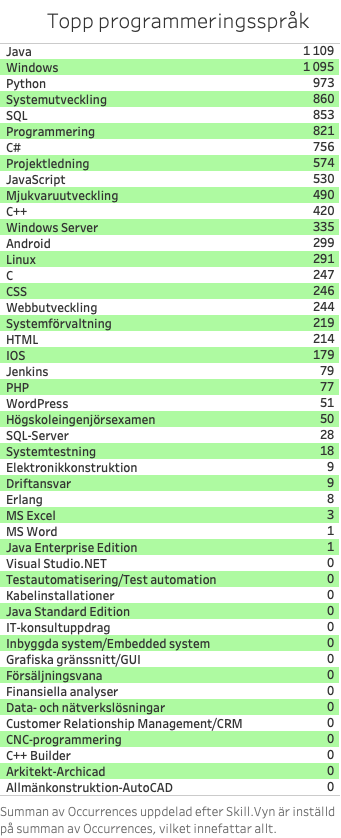 Topp programmeringsspråk
Java 1 109
Windows 1 095
Python 973
Systemutveckling 860
SQL 853
Programmering 821
C# 756
Projektledning 574
JavaScript 530
Mjukvaruutveckling 490
C++ 420
Windows Server 335
Android 299
Linux 291
C 247
CSS 246
Webbutveckling 244
Systemförvaltning 219
HTML 214
IOS 179
Jenkins 79
PHP 77
WordPress 51
Högskoleingenjörsexamen 50
SQL-Server 28
Systemtestning 18
Elektronikkonstruktion 9
Driftansvar 9
Erlang 8
MS Excel 3
MS Word 1
Java Enterprise Edition 1
Visual Studio.NET 0
Testautomatisering/Test automation 0
Kabelinstallationer 0
Java Standard Edition 0
IT-konsultuppdrag 0
Inbyggda system/Embedded system 0
Grafiska gränssnitt/GUI 0
Försäljningsvana 0
Finansiella analyser 0
Data- och nätverkslösningar 0
Customer Relationship Management/CRM 0
CNC-programmering 0
C++ Builder 0
Arkitekt-Archicad 0
Allmänkonstruktion-AutoCAD 0
Summan av Occurrences uppdelad efter Skill.Vyn är inställd
på summan av Occurrences, vilket innefattar allt.